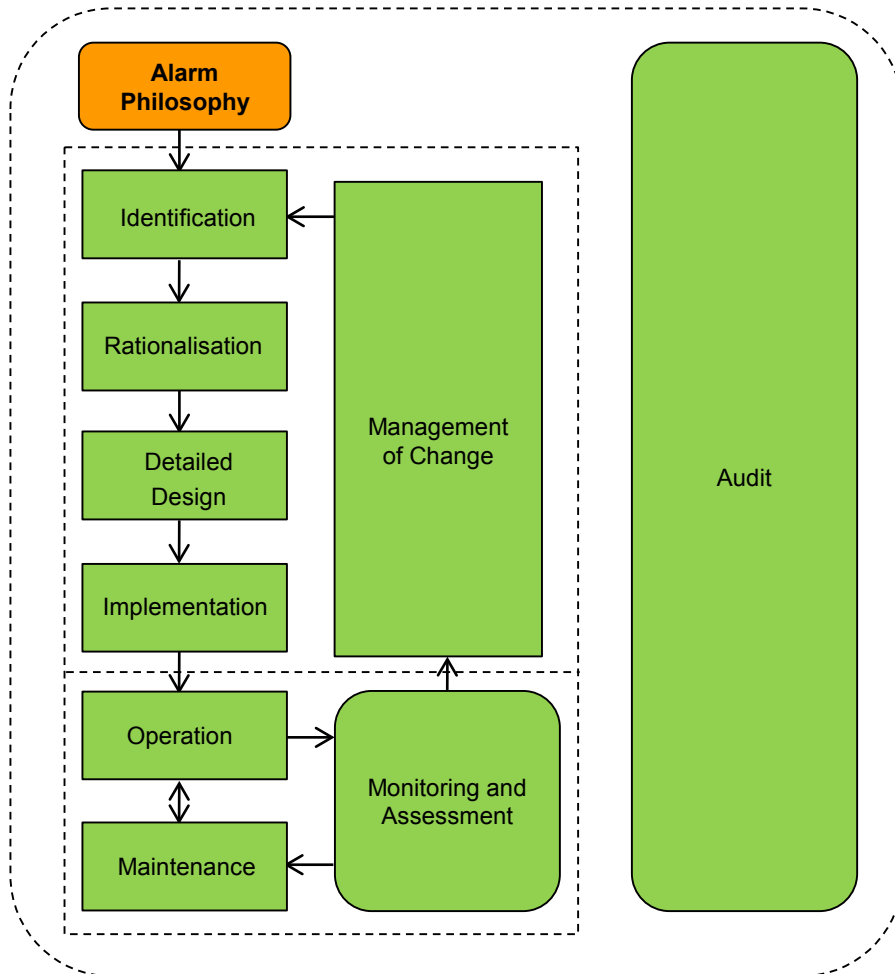 Alarm
Philosophy
Identification
Rationalisation
Detailed
Design
Implementation
Operation
Maintenance
Management
of Change
Monitoring and
Assessment
Audit